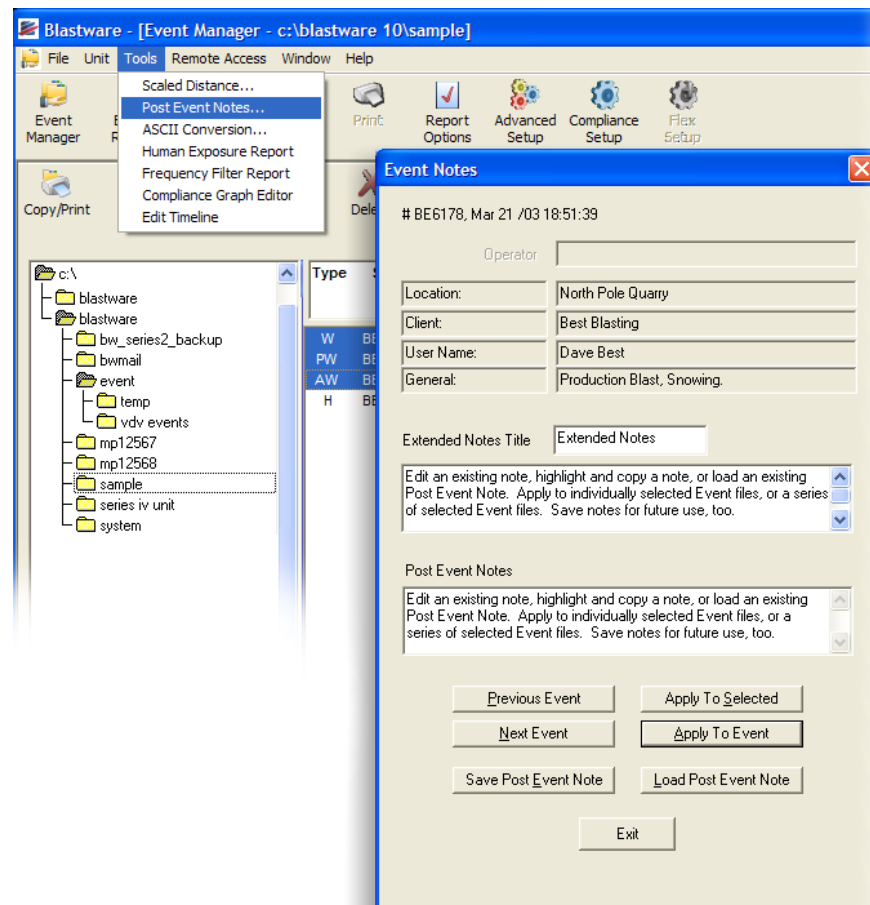 Blastware - [Event Manager - c:\blastware 10\sample]
File Unit Tools Remote Access Window Help
Scaled Distance...
Post Event Notes...
ASCII Conversion...
Human Exposure Report
Frequency Filter Report
Compliance Graph Editor
Edit Timeline
Event
Manager
Print
Report
Options
Advanced
Setup
Compliance
Setup
Flex
Setup
Copy/Print
c:\
blastware
blastware
bw_series2_backup
bwmail
event
temp
vdv events
mp12567
mp12568
sample
series iv unit
system
Type
W BE
PW BE
AW BE
H BE
Event Notes
# BE6178, Mar 21 /03 18:51:39
Operator
Location: North Pole Quarry
Client: Best Blasting
User Name: Dave Best
General: Production Blast, Snowing.
Extended Notes Title Extended Notes
Edit an existing note, highlight and copy a note, or load an existing
Post Event Note. Apply to individually selected Event files, or a series
of selected Event files. Save notes for future use, too.
Post Event Notes
Edit an existing note, highlight and copy a note, or load an existing
Post Event Note. Apply to individually selected Event files, or a
series of selected Event files. Save notes for future use, too.
Previous Event Apply To Selected
Next Event Apply To Event
Save Post Event Note Load Post Event Note
Exit